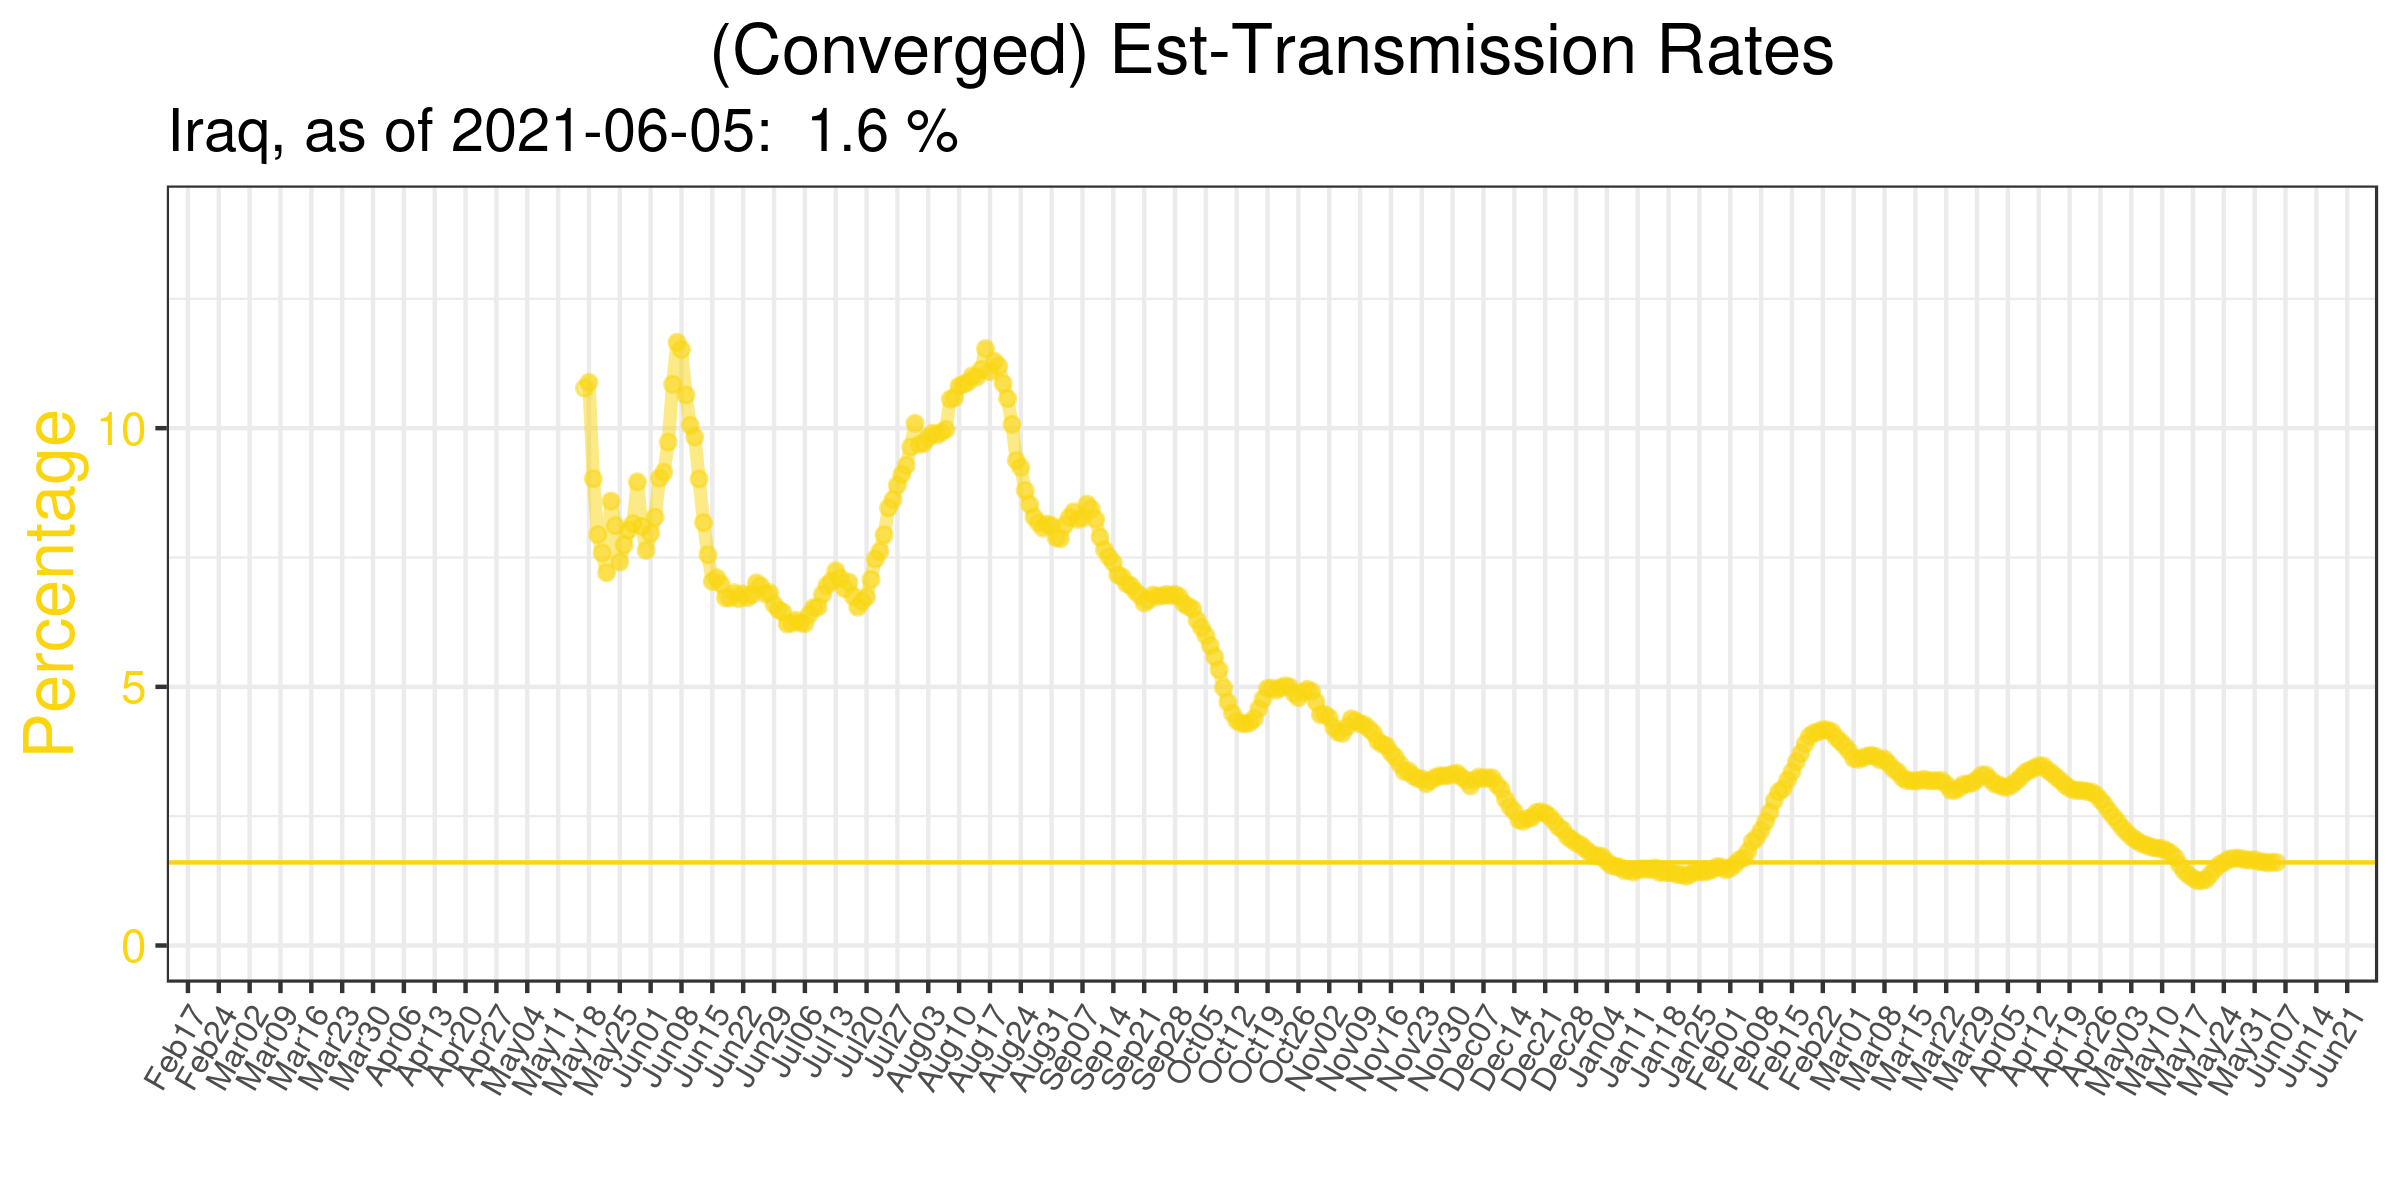 (Converged) Est-Transmission Rates
Iraq, as of 2021-06-05: 1.6 %
Percentage
10
5
0
Feb17
Feb24
Mar02
Mar09
Mar16
Mar23
Mar30
Apr06
Apr13
Apr20
Apr27
May04
May11
May18
May25
Jun01
Jun08
Jun15
Jun22
Jun29
Jul06
Jul13
Jul20
Jul27
Aug03
Aug10
Aug17
Aug24
Aug31
Sep07
Sep14
Sep21
Sep28
Oct05
Oct12
Oct19
Oct26
Nov02
Nov09
Nov16
Nov23
Nov30
Dec07
Dec14
Dec21
Dec28
Jan04
Jan11
Jan18
Jan25
Feb01
Feb08
Feb15
Feb22
Mar01
Mar08
Mar15
Mar22
Mar29
Apr05
Apr12
Apr19
Apr26
May03
May10
May17
May24
May31
Jun07
Jun14
Jun21